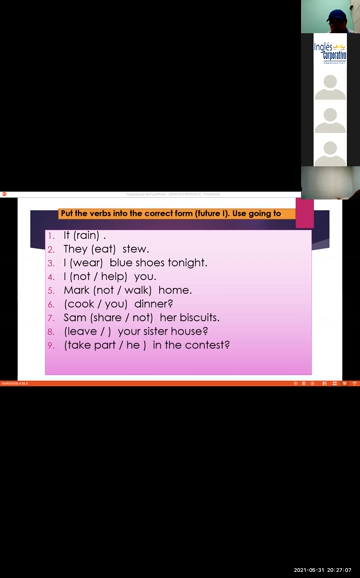 Inglés
Corporativo
Put the verbs into the correct form (future I). Use going to
1. It (rain) .
2. They (eat) stew.
3. I (wear) blue shoes tonight.
4. I (not / help) you.
5. Mark (not / walk) home.
6. (cook / you) dinner?
7. Sam (share / not) her biscuits.
8. (leave / ) your sister house?
9. (take part / he ) in the contest?
2021-05-31 20:27:07